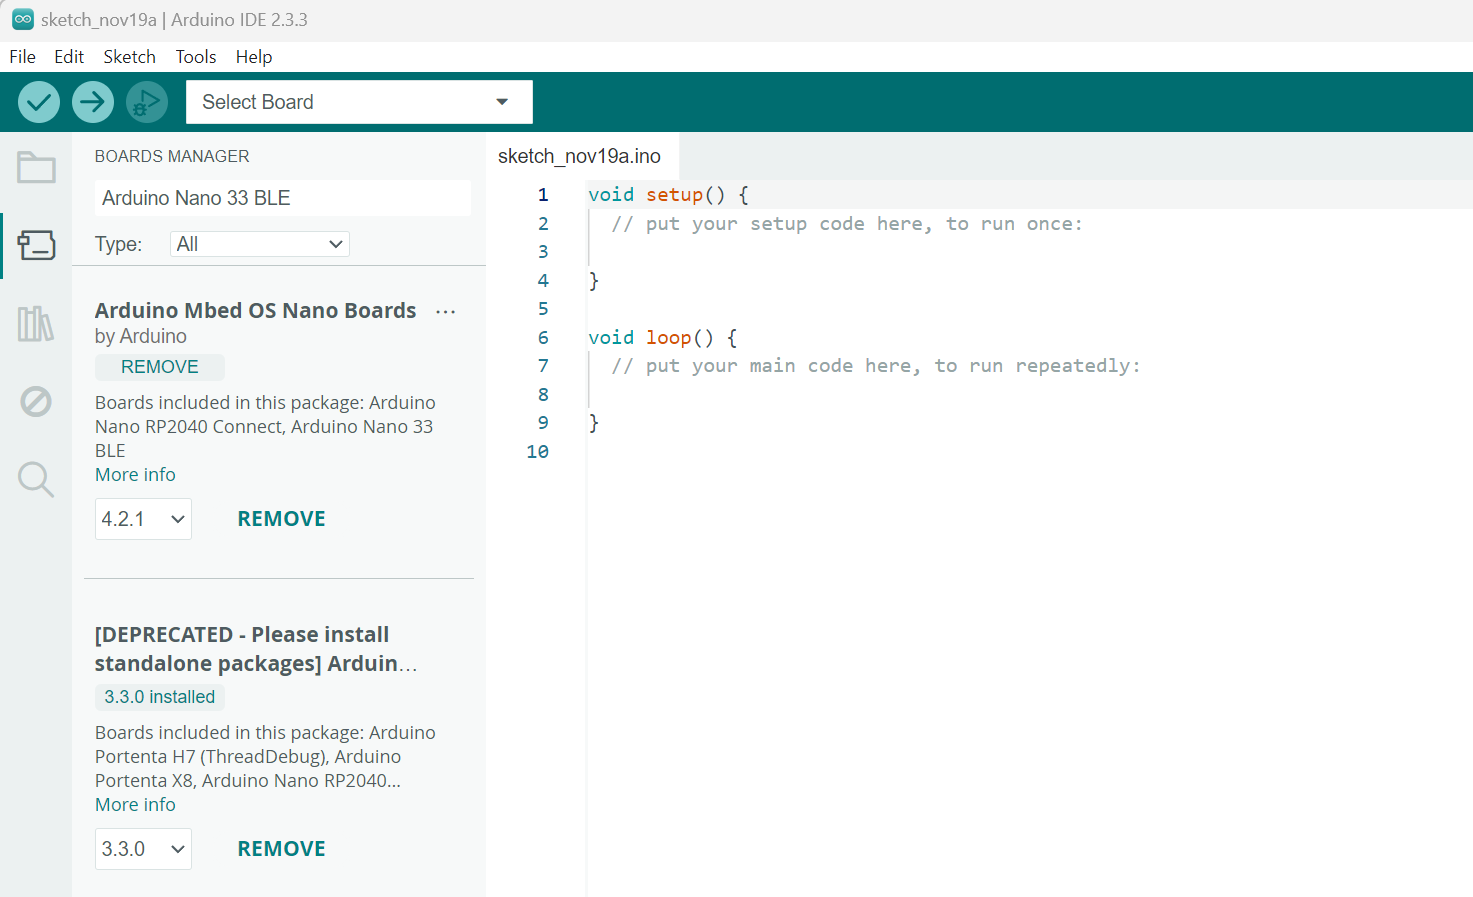 sketch_nov19a | Arduino IDE 2.3.3
File Edit Sketch Tools Help
Select Board
BOARDS MANAGER
Arduino Nano 33 BLE
Type: All
Arduino Mbed OS Nano Boards ...
by Arduino
REMOVE
Boards included in this package: Arduino
Nano RP2040 Connect, Arduino Nano 33
BLE
More info
4.2.1 REMOVE
[DEPRECATED - Please install
standalone packages] Arduin...
3.3.0 installed
Boards included in this package: Arduino
Portenta H7 (ThreadDebug), Arduino
Portenta X8, Arduino Nano RP2040...
More info
3.3.0 REMOVE
sketch_nov19a.ino
1 void setup() {
2 // put your setup code here, to run once:
3
4 }
5
6 void loop() {
7 // put your main code here, to run repeatedly:
8
9 }
10